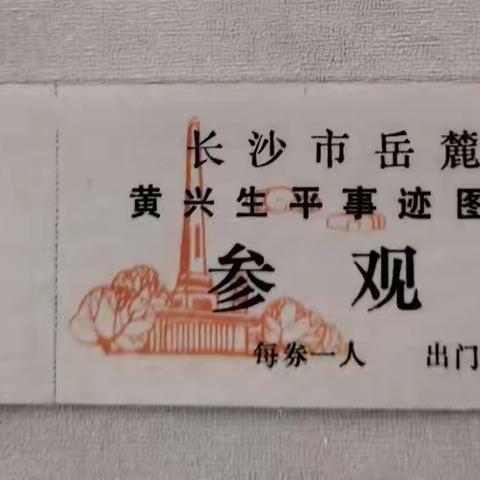 长沙市岳麓
黄兴生平事迹图
参观
每券一人 出门